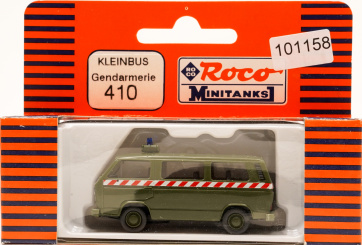 KLEINBUS
Gendarmerie
410
101158
ROCO
Roco
MINITANKS